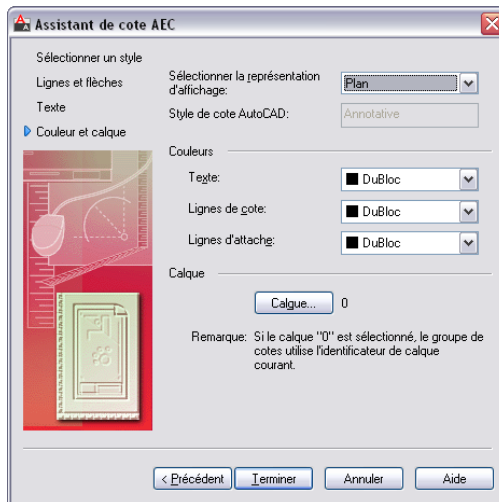 Assistant de cote AEC
Sélectionner un style
Lignes et flèches
Texte
Couleur et calque
Sélectionner la représentation
d'affichage:
Plan
Style de cote AutoCAD:
Annotative
Couleurs
Texte:
DuBloc
Lignes de cote:
DuBloc
Lignes d'attache:
DuBloc
Calque
Calque...
0
Remarque: Si le calque "0" est sélectionné, le groupe de
cotes utilise l'identificateur de calque
courant.
< Précédent
Terminer
Annuler
Aide